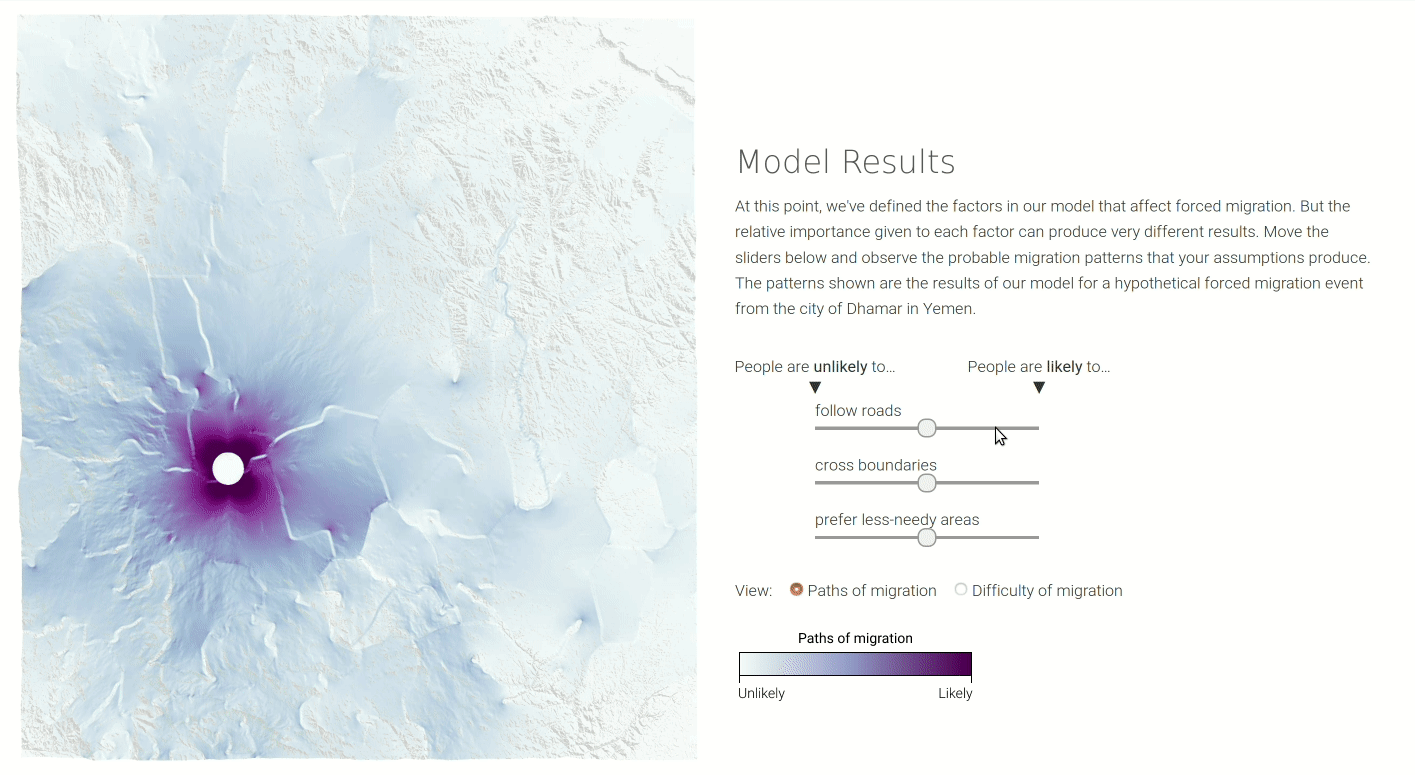 Model Results
At this point, we've defined the factors in our model that affect forced migration. But the
relative importance given to each factor can produce very different results. Move the
sliders below and observe the probable migration patterns that your assumptions produce.
The patterns shown are the results of our model for a hypothetical forced migration event
from the city of Dhamar in Yemen.
People are unlikely to... People are likely to...
follow roads
cross boundaries
prefer less-needy areas
View: Paths of migration Difficulty of migration
Paths of migration
Unlikely Likely